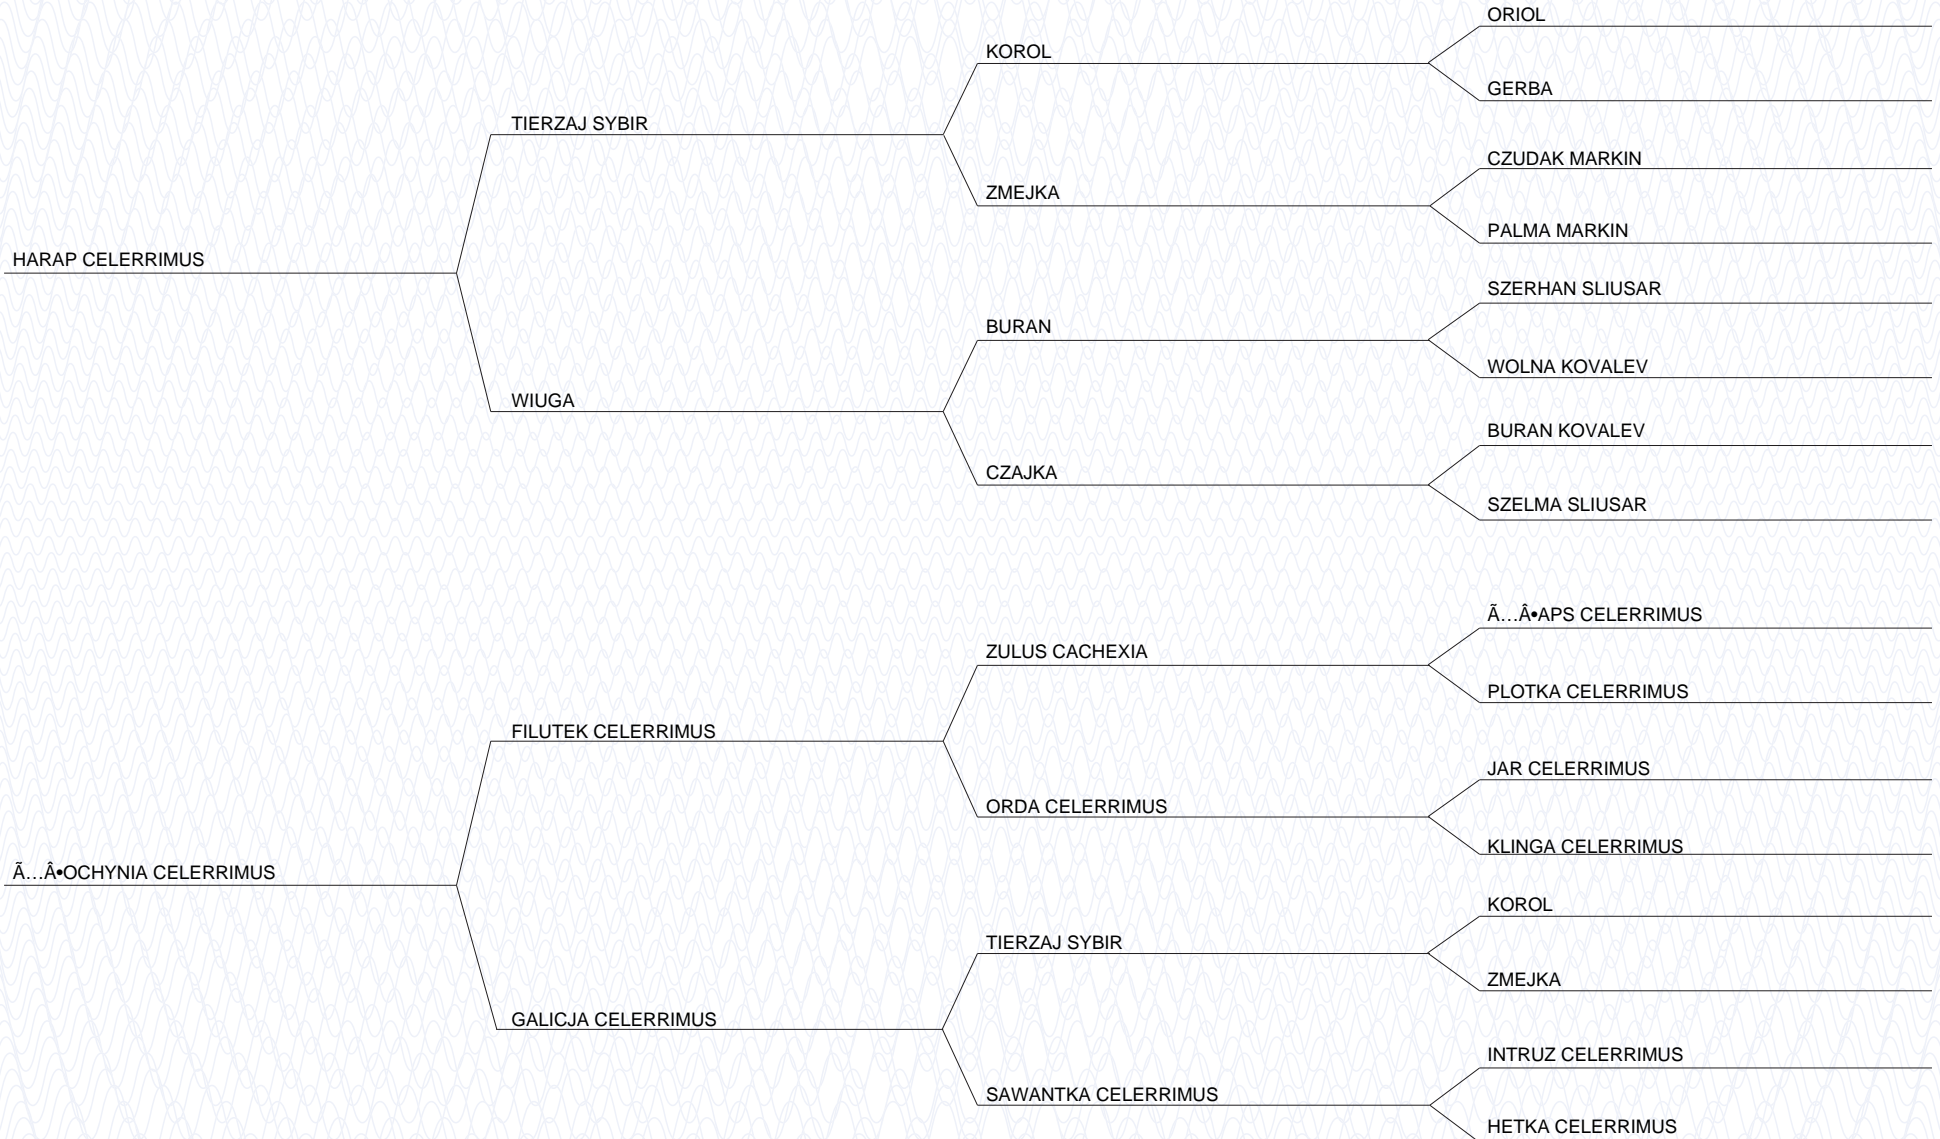 ORIOL
KOROL
GERBA
TIERZAJ SYBIR
CZUDAK MARKIN
ZMEJKA
PALMA MARKIN
HARAP CELERRIMUS
SZERHAN SLIUSAR
BURAN
WOLNA KOVALEV
WIUGA
BURAN KOVALEV
CZAJKA
SZELMA SLIUSAR
Ã…Â•APS CELERRIMUS
ZULUS CACHEXIA
PLOTKA CELERRIMUS
FILUTEK CELERRIMUS
JAR CELERRIMUS
ORDA CELERRIMUS
KLINGA CELERRIMUS
Ã…Â•OCHYNIA CELERRIMUS
KOROL
TIERZAJ SYBIR
ZMEJKA
GALICJA CELERRIMUS
INTRUZ CELERRIMUS
SAWANTKA CELERRIMUS
HETKA CELERRIMUS